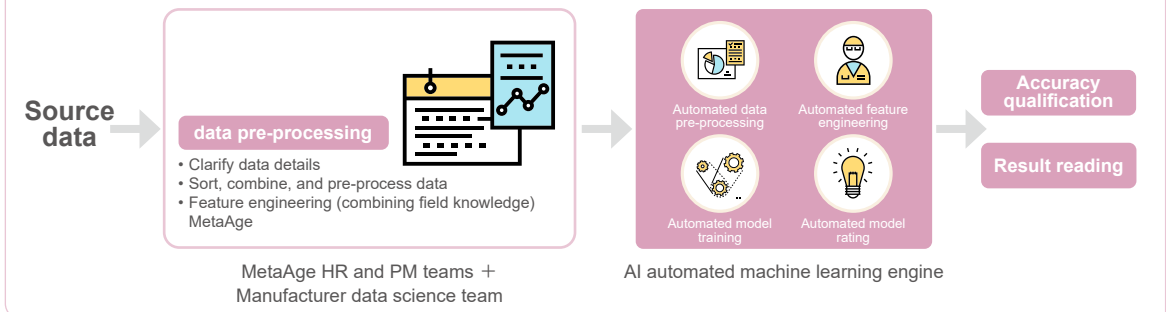 Source
data
data pre-processing
• Clarify data details
• Sort, combine, and pre-process data
• Feature engineering (combining field knowledge)
MetaAge
MetaAge HR and PM teams +
Manufacturer data science team
Automated data
pre-processing
Automated feature
engineering
Automated model
training
Automated model
rating
AI automated machine learning engine
Accuracy
qualification
Result reading